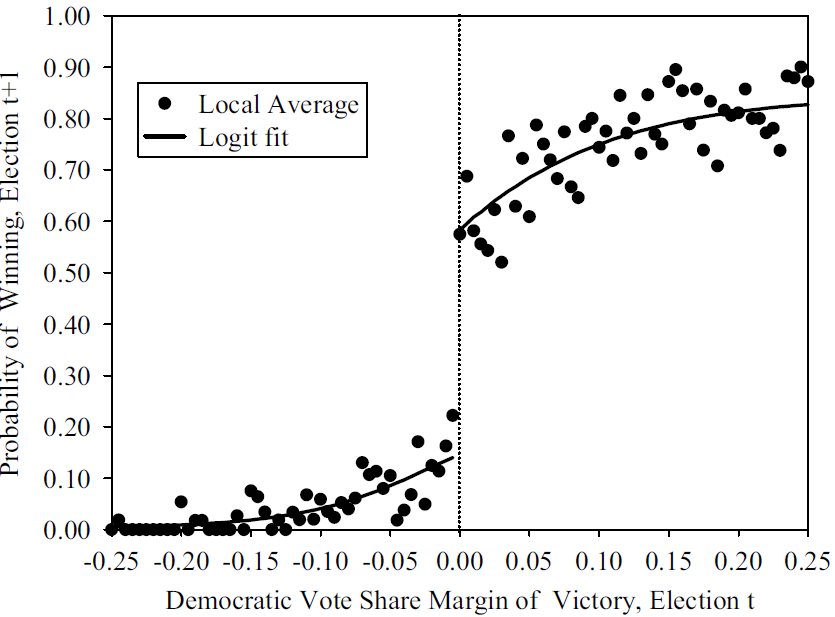 Probability of Winning, Election t+1
1.00
0.90
0.80
0.70
0.60
0.50
0.40
0.30
0.20
0.10
0.00
Local Average
Logit fit
-0.25 -0.20 -0.15 -0.10 -0.05 0.00 0.05 0.10 0.15 0.20 0.25
Democratic Vote Share Margin of Victory, Election t